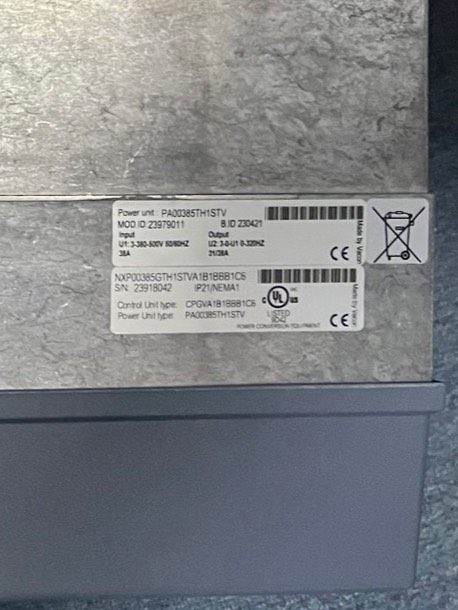 Power unit: PA00385TH1STV
MOD.ID 23979011 B.ID 230421
Input Output
U1: 3~380-500V 50/60HZ U2: 3~0-U1 0-320HZ
38A 31/38A
CE
Made by Vacon
NXP00385GTH1STVA1B1BBB1C6
S/N: 23918042 IP21/NEMA1
Control Unit type: CPGVA1B1BBB1C6
Power Unit type: PA00385TH1STV
C UL US
LISTED
POWER CONVERSION EQUIPMENT
CE
Made by Vacon